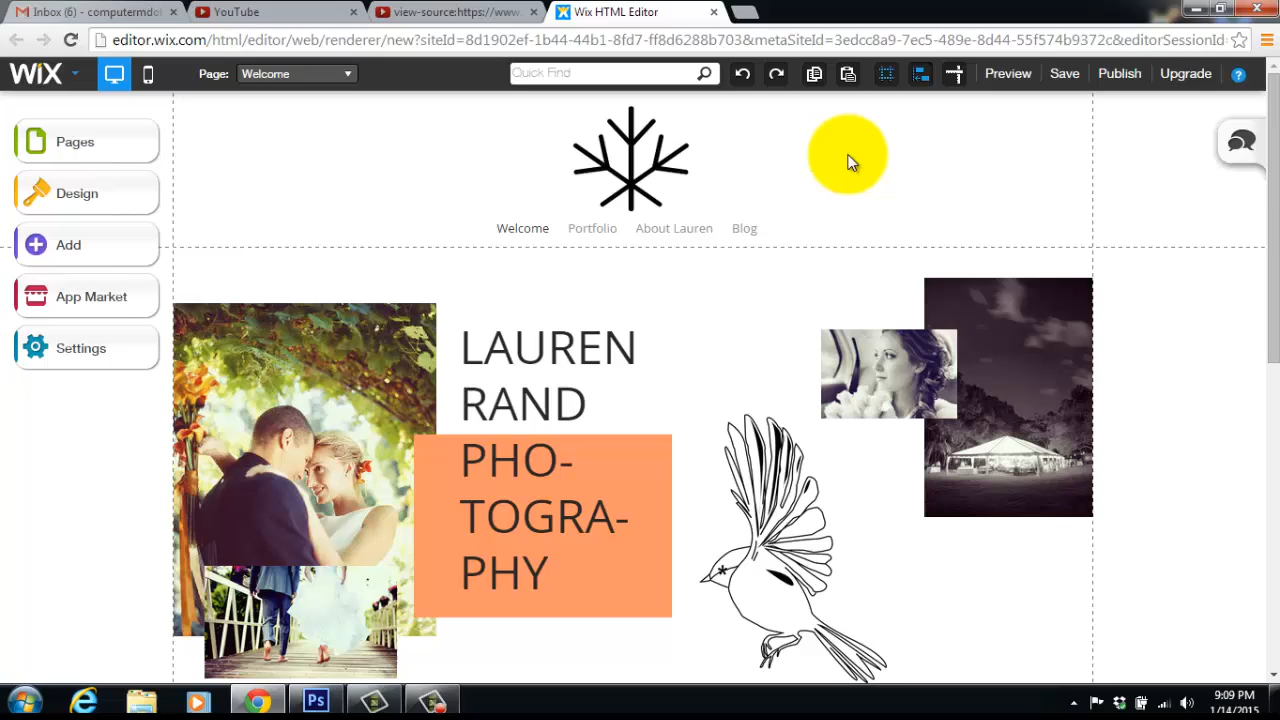 Inbox (6) - computermdol
YouTube
view-source:https://www.
Wix HTML Editor
editor.wix.com/html/editor/web/renderer/new?siteId=8d1902ef-1b44-44b1-8fd7-ff8d6288b703&metaSiteId=3edcc8a9-7ec5-489e-8d44-55f574b9372c&editorSessionId=
WiX
Page:
Welcome
Quick Find
Preview
Save
Publish
Upgrade
?
Pages
Design
Add
App Market
Settings
Welcome
Portfolio
About Lauren
Blog
LAUREN
RAND
PHO-
TOGRA-
PHY
Ps
9:09 PM
1/14/2015